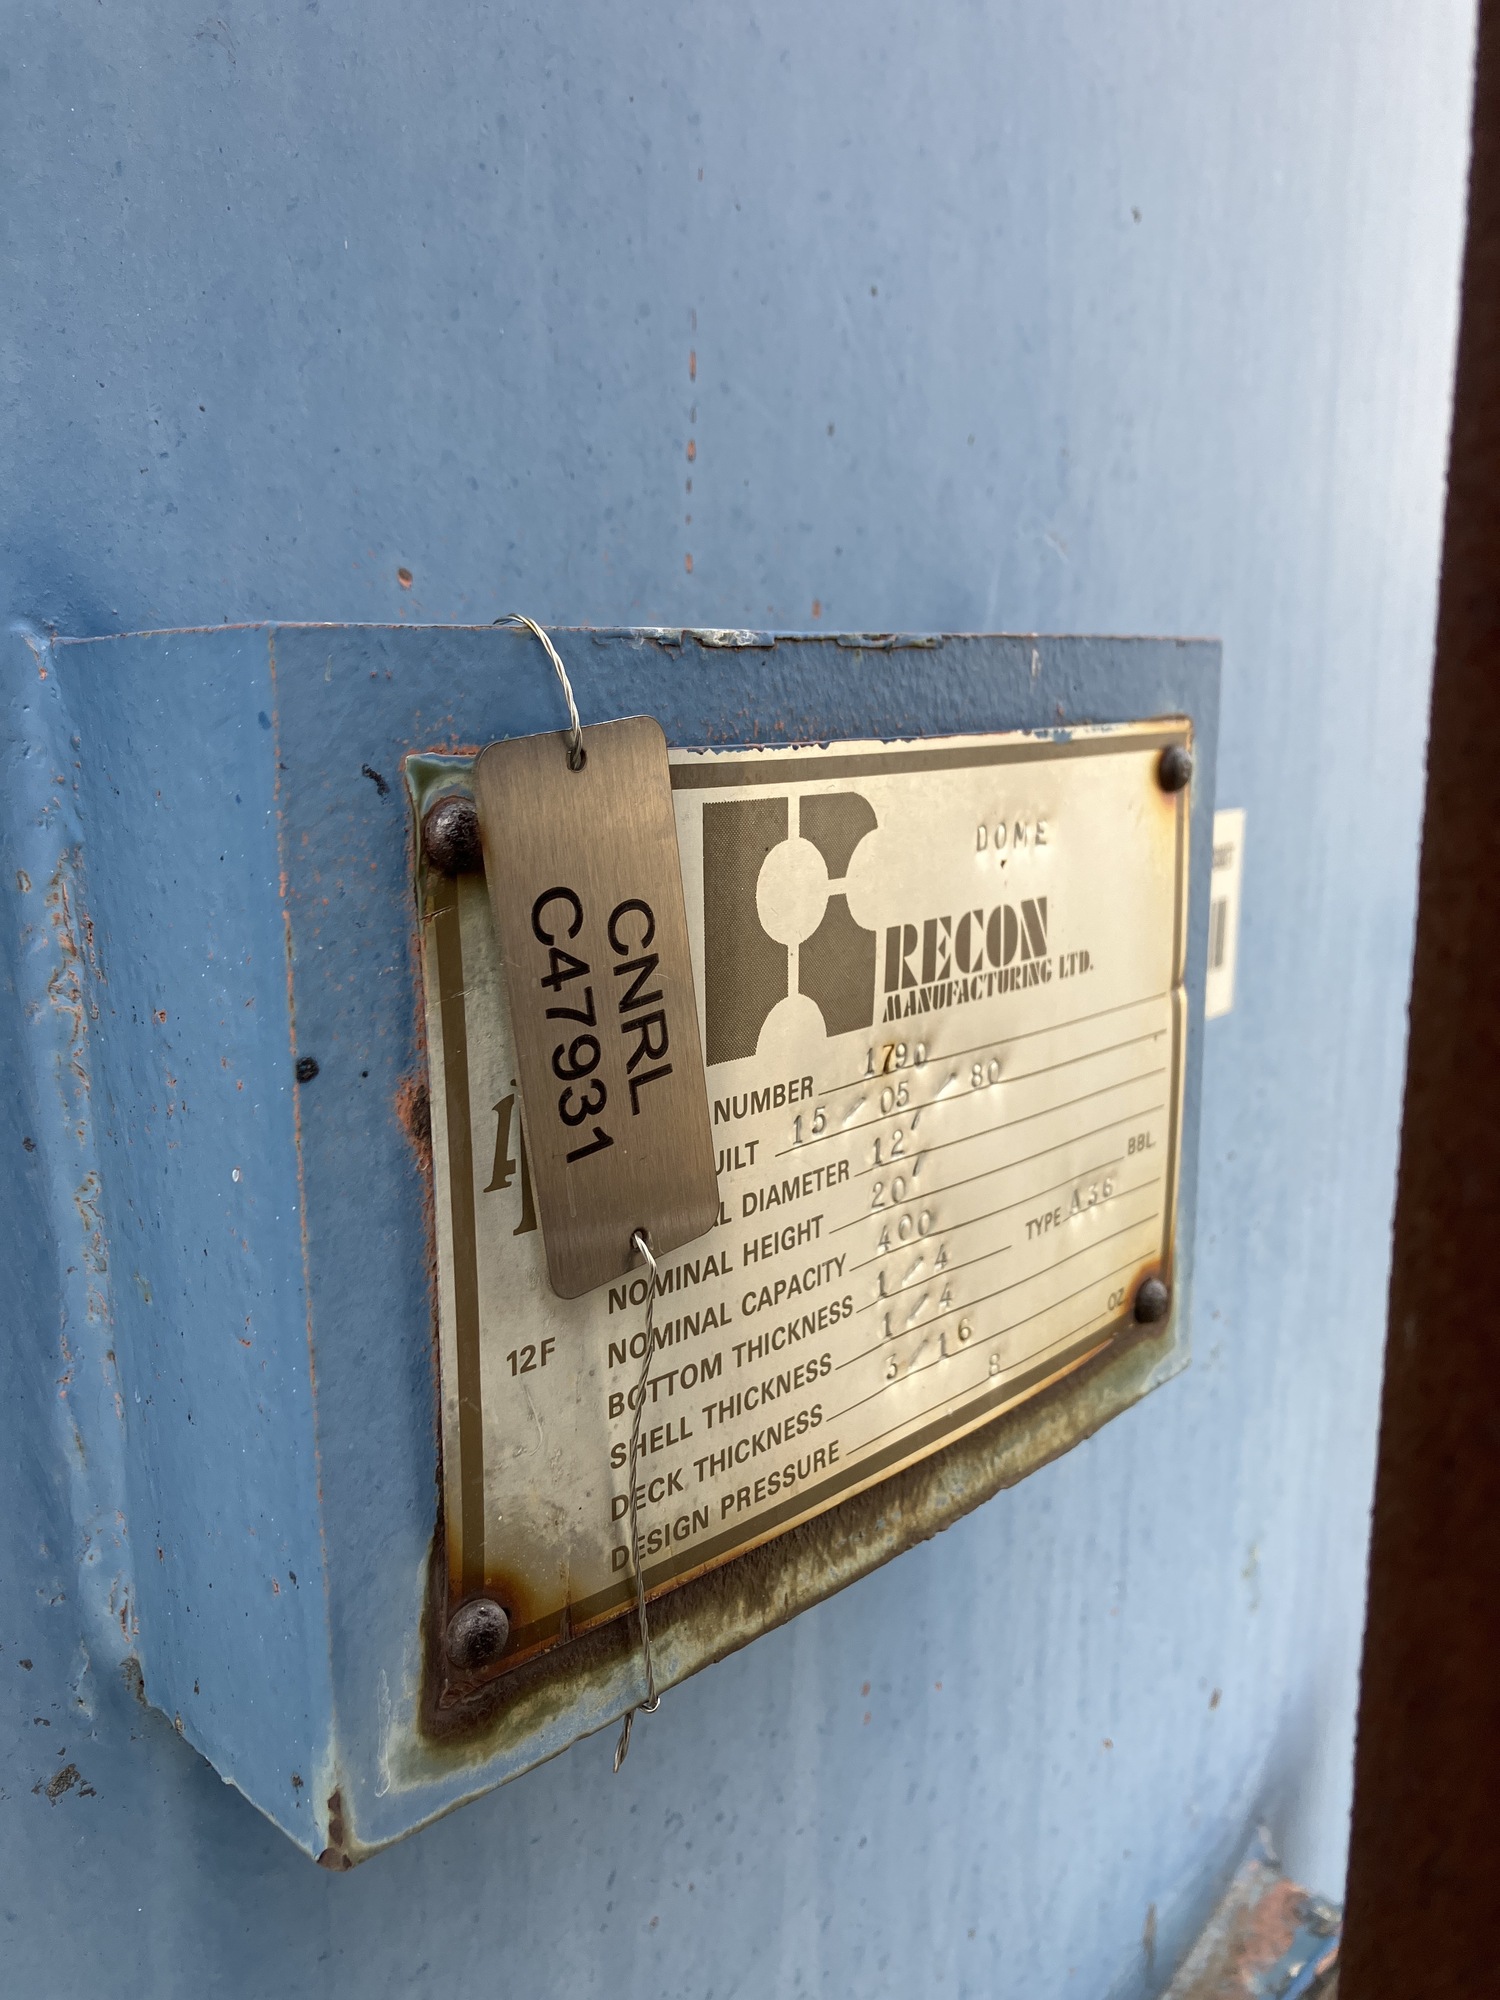 CNRL
C47931
DOME
RECON
MANUFACTURING LTD.
NUMBER 1790
UILT 15/05/80
L DIAMETER 12'
NOMINAL HEIGHT 20'
NOMINAL CAPACITY 400 BBL.
BOTTOM THICKNESS 1/4 TYPE A36
SHELL THICKNESS 1/4
DECK THICKNESS 3/16
DESIGN PRESSURE 8 OZ.
12F